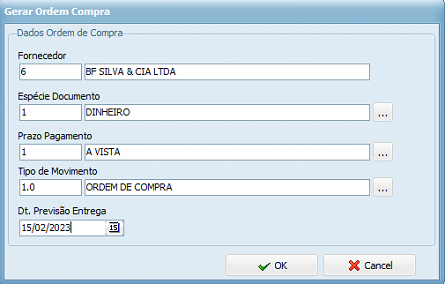 Gerar Ordem Compra
Dados Ordem de Compra
Fornecedor
6 BF SILVA & CIA LTDA
Espécie Documento
1 DINHEIRO ...
Prazo Pagamento
1 A VISTA ...
Tipo de Movimento
1.0 ORDEM DE COMPRA ...
Dt. Previsão Entrega
15/02/2023 15
OK Cancel